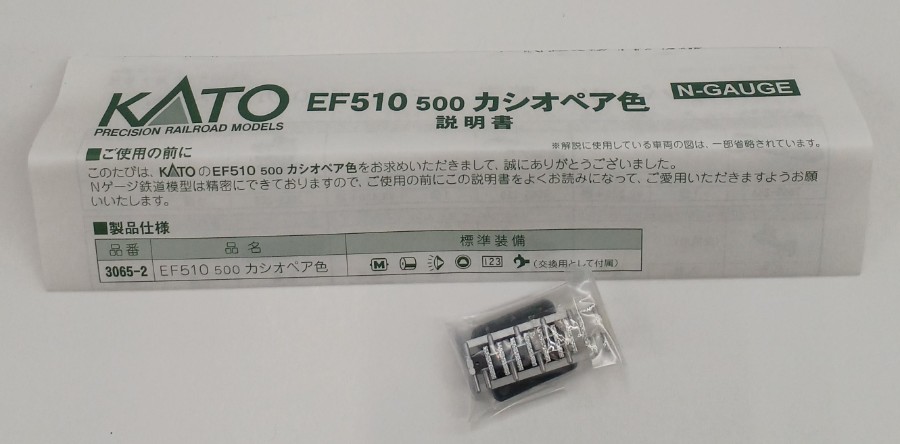 KATO
PRECISION RAILROAD MODELS
EF510 500 カシオペア色
N-GAUGE
説明書
※解説に使用している車両の図は、一部省略されています。
■ご使用の前に
このたびは、KATOのEF510 500 カシオペア色をお求めいただきまして、誠にありがとうございました。
Nゲージ鉄道模型は精密にできておりますので、ご使用の前にこの説明書をよくお読みになって、ご愛用いただきますようお願
いいたします。
■製品仕様
品番 品名 標準装備
3065-2 EF510 500 カシオペア色 M 123 (交換用として付属)